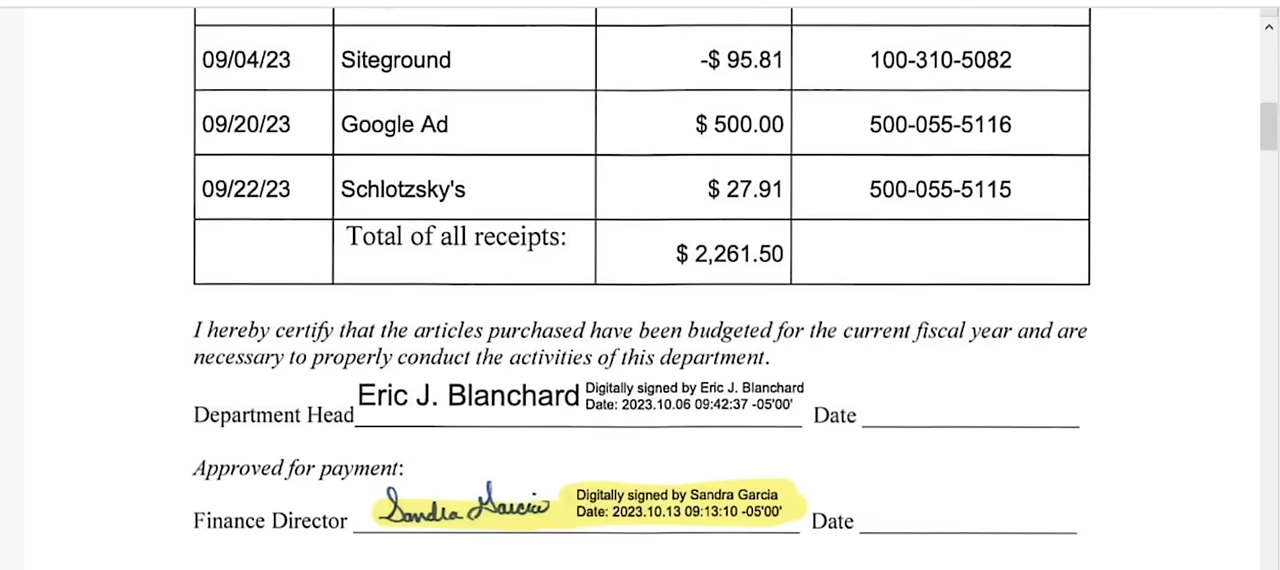 09/04/23 Siteground -$ 95.81 100-310-5082
09/20/23 Google Ad $ 500.00 500-055-5116
09/22/23 Schlotzsky's $ 27.91 500-055-5115
Total of all receipts: $ 2,261.50
I hereby certify that the articles purchased have been budgeted for the current fiscal year and are
necessary to properly conduct the activities of this department.
Department Head Eric J. Blanchard Digitally signed by Eric J. Blanchard
Date: 2023.10.06 09:42:37 -05'00' Date
Approved for payment:
Finance Director Sandra Garcia Digitally signed by Sandra Garcia
Date: 2023.10.13 09:13:10 -05'00' Date